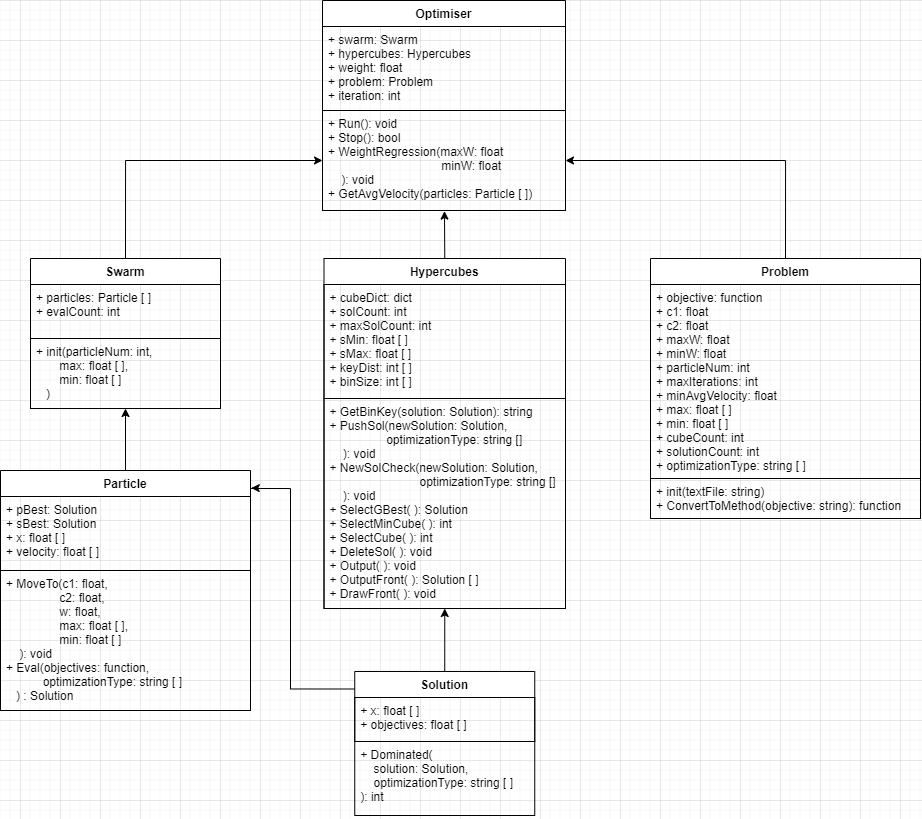 Optimiser
+ swarm: Swarm
+ hypercubes: Hypercubes
+ weight: float
+ problem: Problem
+ iteration: int
+ Run(): void
+ Stop(): bool
+ WeightRegression(maxW: float
minW: float
): void
+ GetAvgVelocity(particles: Particle [ ])
Swarm
+ particles: Particle [ ]
+ evalCount: int
+ init(particleNum: int,
max: float [ ],
min: float [ ]
)
Hypercubes
+ cubeDict: dict
+ solCount: int
+ maxSolCount: int
+ sMin: float [ ]
+ sMax: float [ ]
+ keyDist: int [ ]
+ binSize: int [ ]
+ GetBinKey(solution: Solution): string
+ PushSol(newSolution: Solution,
optimizationType: string []
): void
+ NewSolCheck(newSolution: Solution,
optimizationType: string []
): void
+ SelectGBest( ): Solution
+ SelectMinCube( ): int
+ SelectCube( ): int
+ DeleteSol( ): void
+ Output( ): void
+ OutputFront( ): Solution [ ]
+ DrawFront( ): void
Problem
+ objective: function
+ c1: float
+ c2: float
+ maxW: float
+ minW: float
+ particleNum: int
+ maxIterations: int
+ minAvgVelocity: float
+ max: float [ ]
+ min: float [ ]
+ cubeCount: int
+ solutionCount: int
+ optimizationType: string [ ]
+ init(textFile: string)
+ ConvertToMethod(objective: string): function
Particle
+ pBest: Solution
+ sBest: Solution
+ x: float [ ]
+ velocity: float [ ]
+ MoveTo(c1: float,
c2: float,
w: float,
max: float [ ],
min: float [ ]
): void
+ Eval(objectives: function,
optimizationType: string [ ]
) : Solution
Solution
+ x: float [ ]
+ objectives: float [ ]
+ Dominated(
solution: Solution,
optimizationType: string [ ]
): int